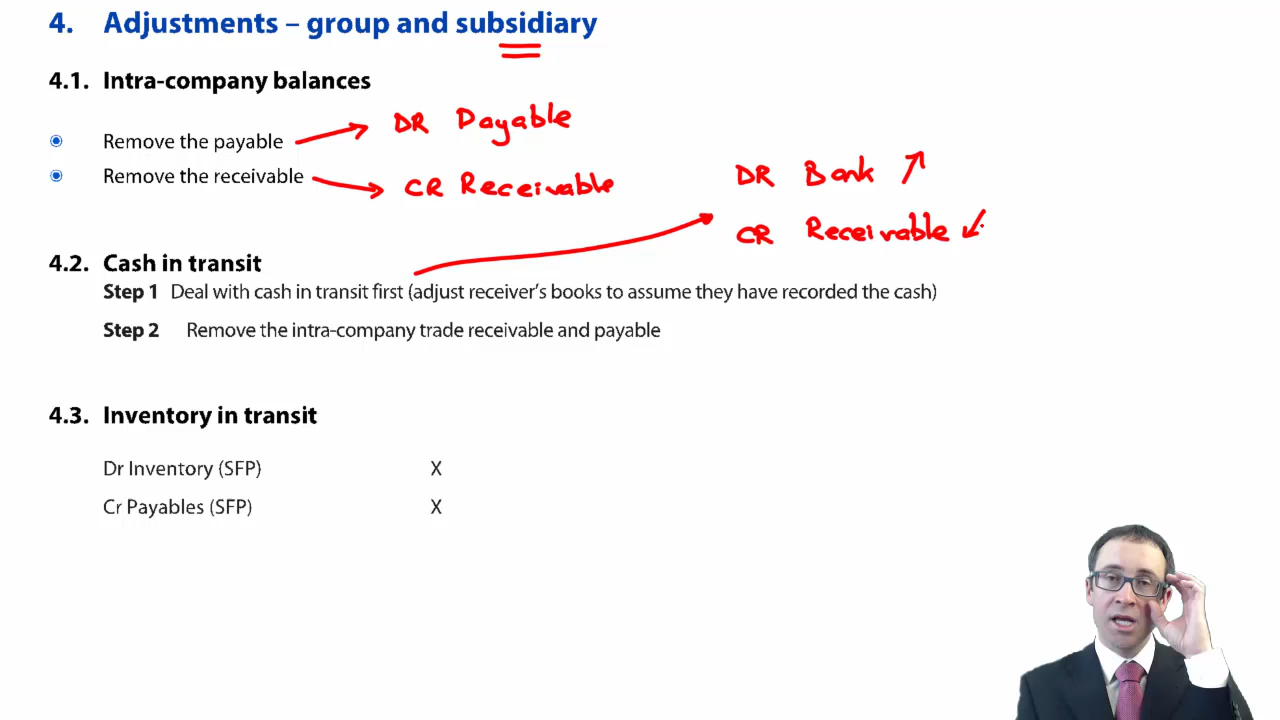 4. Adjustments – group and subsidiary
4.1. Intra-company balances
Remove the payable
DR Payable
Remove the receivable
CR Receivable
DR Bank
CR Receivable
4.2. Cash in transit
Step 1 Deal with cash in transit first (adjust receiver's books to assume they have recorded the cash)
Step 2 Remove the intra-company trade receivable and payable
4.3. Inventory in transit
Dr Inventory (SFP) X
Cr Payables (SFP) X